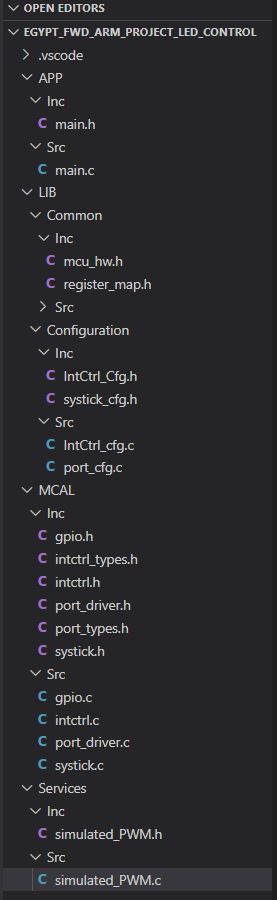 OPEN EDITORS
EGYPT_FWD_ARM_PROJECT_LED_CONTROL
.vscode
APP
Inc
C main.h
Src
C main.c
LIB
Common
Inc
C mcu_hw.h
C register_map.h
Src
Configuration
Inc
C IntCtrl_Cfg.h
C systick_cfg.h
Src
C IntCtrl_cfg.c
C port_cfg.c
MCAL
Inc
C gpio.h
C intctrl_types.h
C intctrl.h
C port_driver.h
C port_types.h
C systick.h
Src
C gpio.c
C intctrl.c
C port_driver.c
C systick.c
Services
Inc
C simulated_PWM.h
Src
C simulated_PWM.c